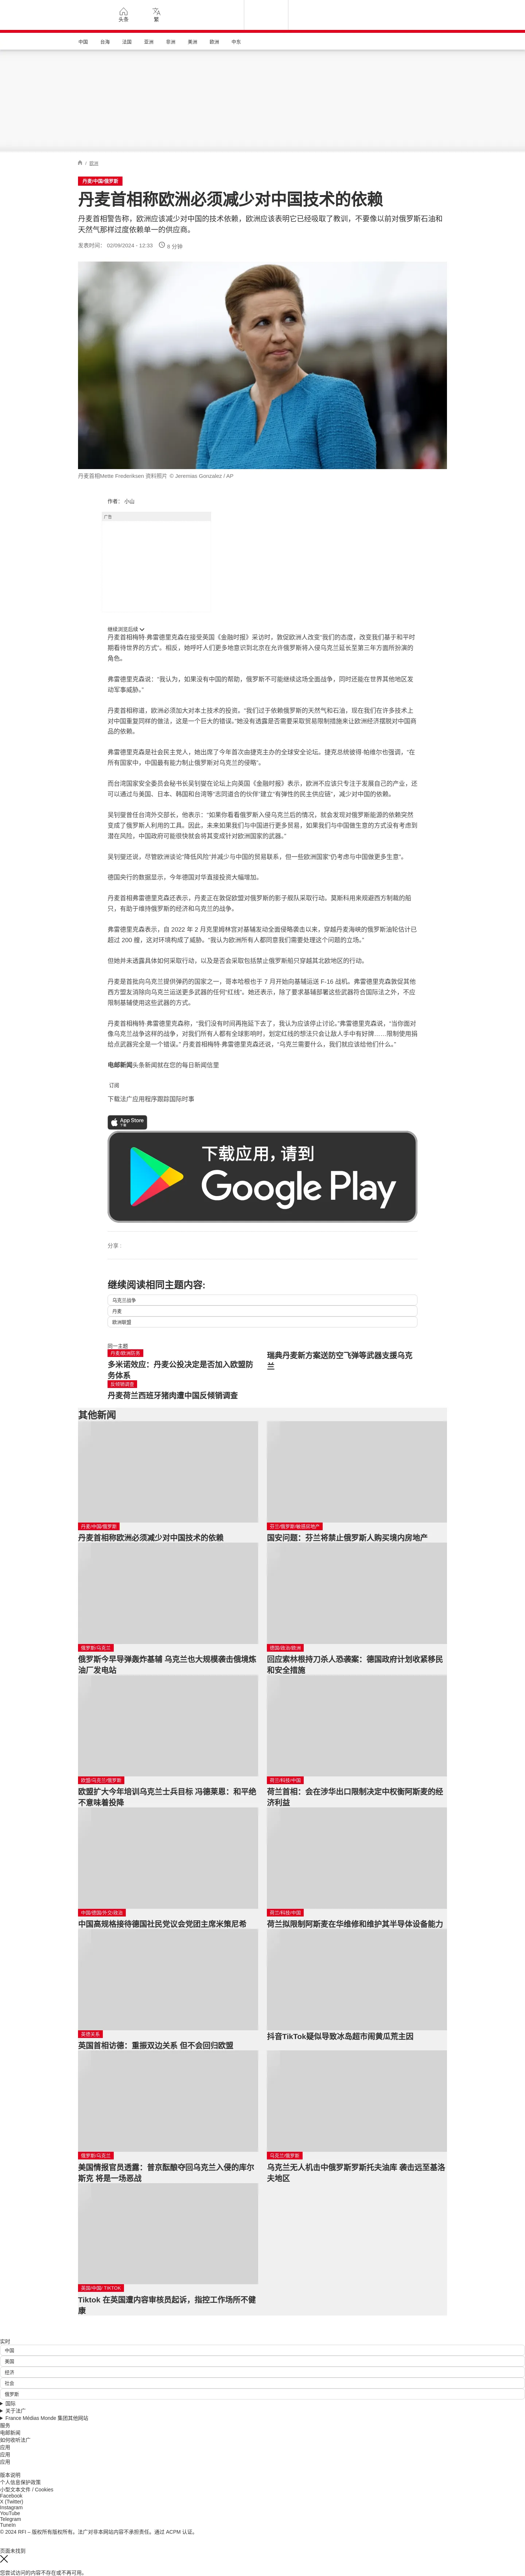 头条
繁
中国
台海
法国
亚洲
非洲
美洲
欧洲
中东
/ 欧洲
丹麦/中国/俄罗斯
丹麦首相称欧洲必须减少对中国技术的依赖
丹麦首相警告称，欧洲应该减少对中国的技术依赖，欧洲应该表明它已经吸取了教训，不要像以前对俄罗斯石油和
天然气那样过度依赖单一的供应商。
发表时间： 02/09/2024 - 12:33 8 分钟
丹麦首相Mette Frederiksen 资料照片 © Jeremias Gonzalez / AP
作者： 小山
广告
继续浏览后续
丹麦首相梅特·弗雷德里克森在接受英国《金融时报》采访时，敦促欧洲人改变“我们的态度，改变我们基于和平时
期看待世界的方式”。相反，她呼吁人们更多地意识到北京在允许俄罗斯将入侵乌克兰延长至第三年方面所扮演的
角色。
弗雷德里克森说：“我认为，如果没有中国的帮助，俄罗斯不可能继续这场全面战争，同时还能在世界其他地区发
动军事威胁。”
丹麦首相称道，欧洲必须加大对本土技术的投资。“我们过于依赖俄罗斯的天然气和石油，现在我们在许多技术上
对中国重复同样的做法，这是一个巨大的错误。”她没有透露是否需要采取贸易限制措施来让欧洲经济摆脱对中国商
品的依赖。
弗雷德里克森是社会民主党人，她出席了今年首次由捷克主办的全球安全论坛。捷克总统彼得·帕维尔也强调，“在
所有国家中，中国最有能力制止俄罗斯对乌克兰的侵略”。
而台湾国家安全委员会秘书长吴钊燮在论坛上向英国《金融时报》表示，欧洲不应该只专注于发展自己的产业，还
可以通过与美国、日本、韩国和台湾等“志同道合的伙伴”建立“有弹性的民主供应链”，减少对中国的依赖。
吴钊燮曾任台湾外交部长，他表示：“如果你看看俄罗斯入侵乌克兰后的情况，就会发现对俄罗斯能源的依赖突然
变成了俄罗斯人利用的工具。因此，未来如果我们与中国进行更多贸易，如果我们与中国做生意的方式没有考虑到
潜在风险，中国政府可能很快就会将其变成针对欧洲国家的武器。”
吴钊燮还说，尽管欧洲谈论“降低风险”并减少与中国的贸易联系，但一些欧洲国家“仍考虑与中国做更多生意”。
德国央行的数据显示，今年德国对华直接投资大幅增加。
丹麦首相弗雷德里克森还表示，丹麦正在敦促欧盟对俄罗斯的影子舰队采取行动。莫斯科用来规避西方制裁的船
只，有助于维持俄罗斯的经济和乌克兰的战争。
弗雷德里克森表示，自 2022 年 2 月克里姆林宫对基辅发动全面侵略袭击以来，穿越丹麦海峡的俄罗斯油轮估计已
超过 200 艘，这对环境构成了威胁。“我认为欧洲所有人都同意我们需要处理这个问题的立场。”
但她并未透露具体如何采取行动，以及是否会采取包括禁止俄罗斯船只穿越其北欧地区的行动。
丹麦是首批向乌克兰提供弹药的国家之一，哥本哈根也于 7 月开始向基辅运送 F-16 战机。弗雷德里克森敦促其他
西方盟友消除向乌克兰运送更多武器的任何“红线”。她还表示，除了要求基辅部署这些武器符合国际法之外，不应
限制基辅使用这些武器的方式。
丹麦首相梅特·弗雷德里克森称，“我们没有时间再拖延下去了，我认为应该停止讨论。”弗雷德里克森说，“当你面对
像乌克兰战争这样的战争，对我们所有人都有全球影响时，划定红线的想法只会让敌人手中有好牌……限制使用捐
给点武器完全是一个错误。” 丹麦首相梅特·弗雷德里克森还说，“乌克兰需要什么，我们就应该给他们什么。”
电邮新闻头条新闻就在您的每日新闻信里
订阅
下载法广应用程序跟踪国际时事
App Store
下载
下载应用，请到
Google Play
分享 :
继续阅读相同主题内容:
乌克兰战争
丹麦
欧洲联盟
同一主题
丹麦/欧洲防务
多米诺效应：丹麦公投决定是否加入欧盟防
务体系
瑞典丹麦新方案送防空飞弹等武器支援乌克
兰
反倾销调查
丹麦荷兰西班牙猪肉遭中国反倾销调查
其他新闻
丹麦/中国/俄罗斯
丹麦首相称欧洲必须减少对中国技术的依赖
芬兰/俄罗斯/敏感房地产
国安问题：芬兰将禁止俄罗斯人购买境内房地产
俄罗斯/乌克兰
俄罗斯今早导弹轰炸基辅 乌克兰也大规模袭击俄境炼
油厂发电站
德国/政治/欧洲
回应索林根持刀杀人恐袭案：德国政府计划收紧移民
和安全措施
欧盟/乌克兰/俄罗斯
欧盟扩大今年培训乌克兰士兵目标 冯德莱恩：和平绝
不意味着投降
荷兰/科技/中国
荷兰首相：会在涉华出口限制决定中权衡阿斯麦的经
济利益
中国/德国/外交/政治
中国高规格接待德国社民党议会党团主席米策尼希
荷兰/科技/中国
荷兰拟限制阿斯麦在华维修和维护其半导体设备能力
英德关系
英国首相访德：重振双边关系 但不会回归欧盟
抖音TikTok疑似导致冰岛超市闹黄瓜荒主因
俄罗斯/乌克兰
美国情报官员透露：普京酝酿夺回乌克兰入侵的库尔
斯克 将是一场恶战
乌克兰/俄罗斯
乌克兰无人机击中俄罗斯罗斯托夫油库 袭击远至基洛
夫地区
英国/中国/ TIKTOK
Tiktok 在英国遭内容审核员起诉，指控工作场所不健
康
实时
中国
美国
经济
社会
俄罗斯
国际
关于法广
France Médias Monde 集团其他网站
服务
电邮新闻
如何收听法广
应用
应用
应用
版本说明
个人信息保护政策
小型文本文件 / Cookies
Facebook
X (Twitter)
Instagram
YouTube
Telegram
TuneIn
© 2024 RFI – 版权所有版权所有。法广对非本网站内容不承担责任。通过 ACPM 认证。
页面未找到
您尝试访问的内容不存在或不再可用。